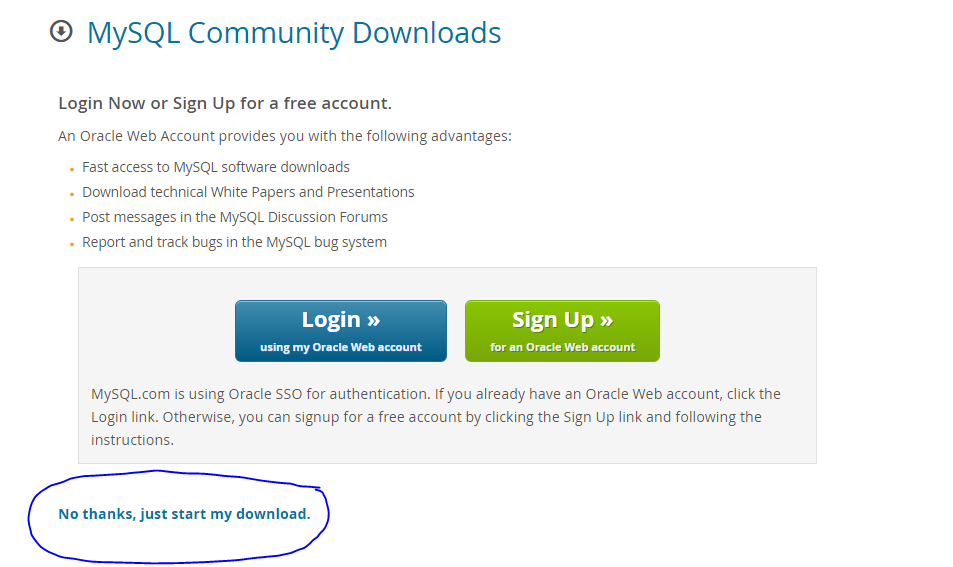 MySQL Community Downloads
Login Now or Sign Up for a free account.
An Oracle Web Account provides you with the following advantages:
Fast access to MySQL software downloads
Download technical White Papers and Presentations
Post messages in the MySQL Discussion Forums
Report and track bugs in the MySQL bug system
Login »
using my Oracle Web account
Sign Up »
for an Oracle Web account
MySQL.com is using Oracle SSO for authentication. If you already have an Oracle Web account, click the
Login link. Otherwise, you can signup for a free account by clicking the Sign Up link and following the
instructions.
No thanks, just start my download.